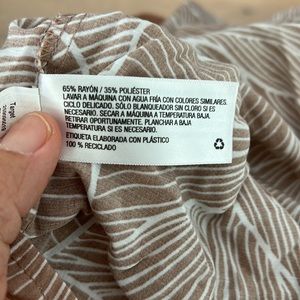 65% RAYÓN / 35% POLIÉSTER
LAVAR A MÁQUINA CON AGUA FRÍA CON COLORES SIMILARES.
CICLO DELICADO. SÓLO BLANQUEADOR SIN CLORO SI ES
NECESARIO. SECAR A MÁQUINA A TEMPERATURA BAJA.
RETIRAR OPORTUNAMENTE. PLANCHAR A BAJA
TEMPERATURA SI ES NECESARIO.
ETIQUETA ELABORADA CON PLÁSTICO
100 % RECICLADO
Target